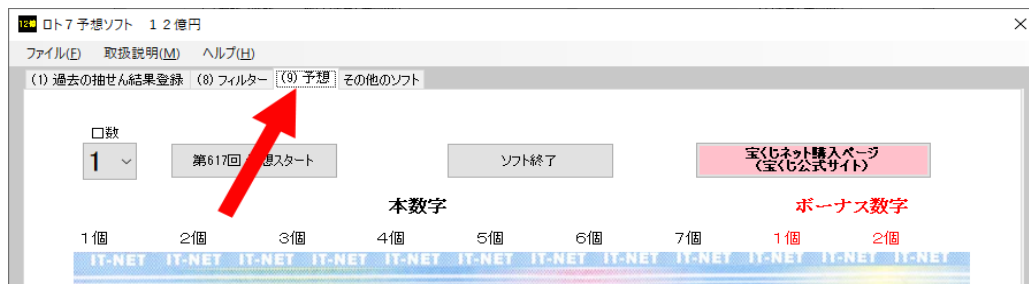 12億 ロト７予想ソフト　１２億円
ファイル(F) 取扱説明(M) ヘルプ(H)
(1) 過去の抽せん結果登録 (8) フィルター (9) 予想 その他のソフト
口数
1 第617回 想スタート ソフト終了 宝くじネット購入ページ
（宝くじ公式サイト）
本数字 ボーナス数字
1個 2個 3個 4個 5個 6個 7個 1個 2個
IT-NET IT-NET IT-NET IT-NET IT-NET IT-NET IT-NET IT-NET IT-NET IT-NET IT-NET IT-NET